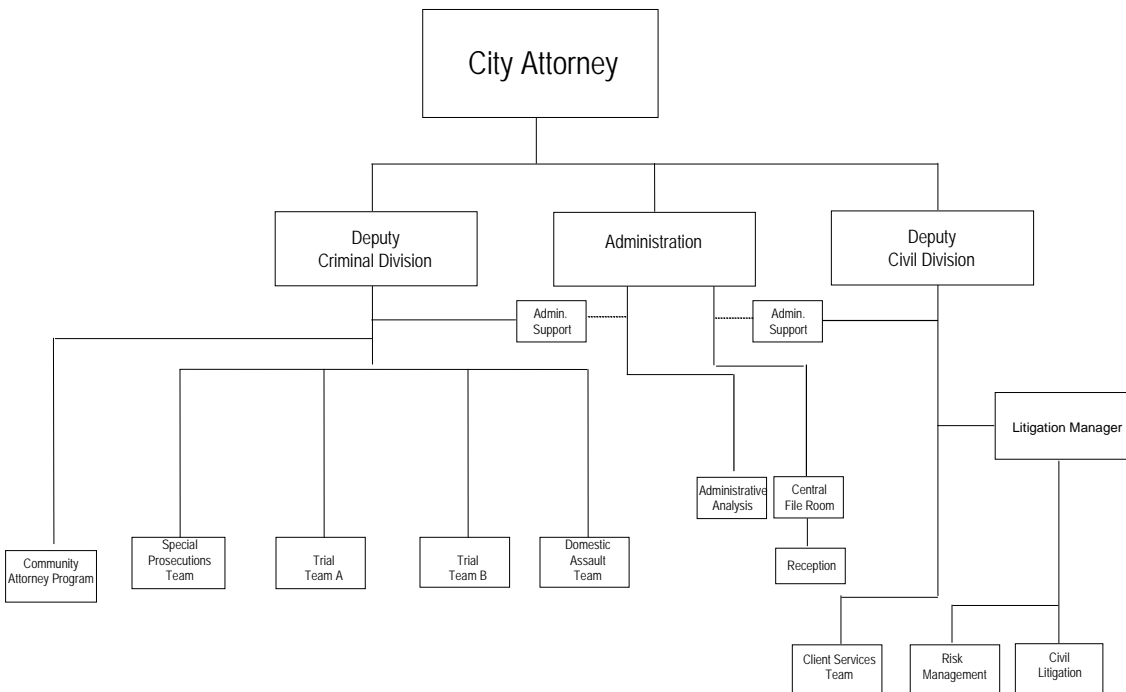 City Attorney
Deputy
Criminal Division
Administration
Deputy
Civil Division
Admin.
Support
Admin.
Support
Litigation Manager
Administrative
Analysis
Central
File Room
Reception
Community
Attorney Program
Special
Prosecutions
Team
Trial
Team A
Trial
Team B
Domestic
Assault
Team
Client Services
Team
Risk
Management
Civil
Litigation